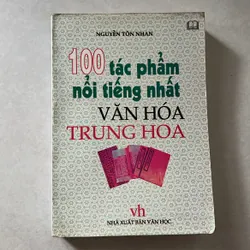 NGUYỄN TÔN NHAN
100 tác phẩm
nổi tiếng nhất
VĂN HÓA
TRUNG HOA
vh
NHÀ XUẤT BẢN VĂN HỌC